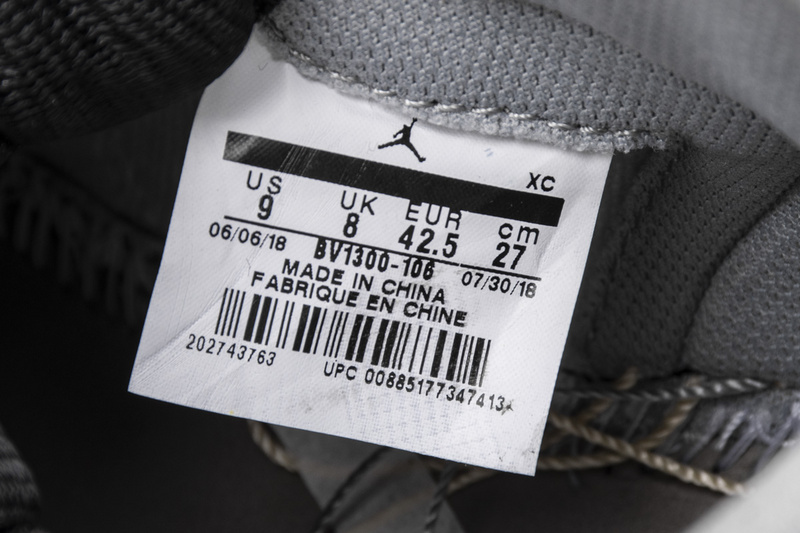 XC
US UK EUR cm
9 8 42.5 27
06/06/18 BV1300-106 07/30/18
MADE IN CHINA
FABRIQUE EN CHINE
202743763 UPC 00885177347413